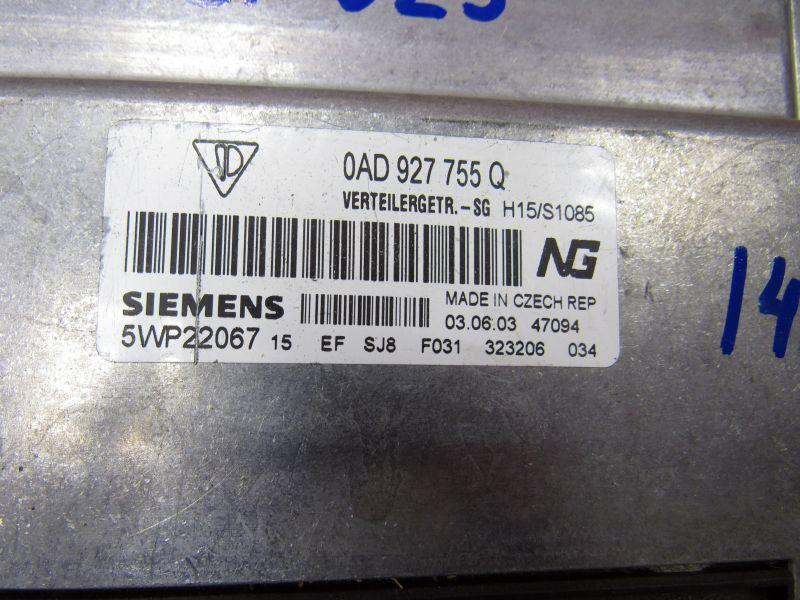 0AD 927 755 Q
VERTEILERGETR.-SG H15/S1085
NG
SIEMENS MADE IN CZECH REP
03.06.03 47094
5WP22067 15 EF SJ8 F031 323206 034
14